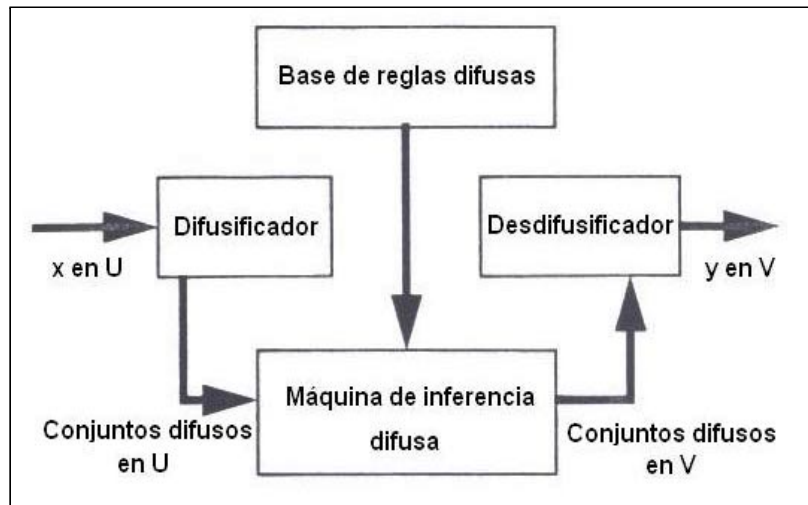 Base de reglas difusas
Difusificador
Desdifusificador
x en U
y en V
Máquina de inferencia
difusa
Conjuntos difusos
en U
Conjuntos difusos
en V